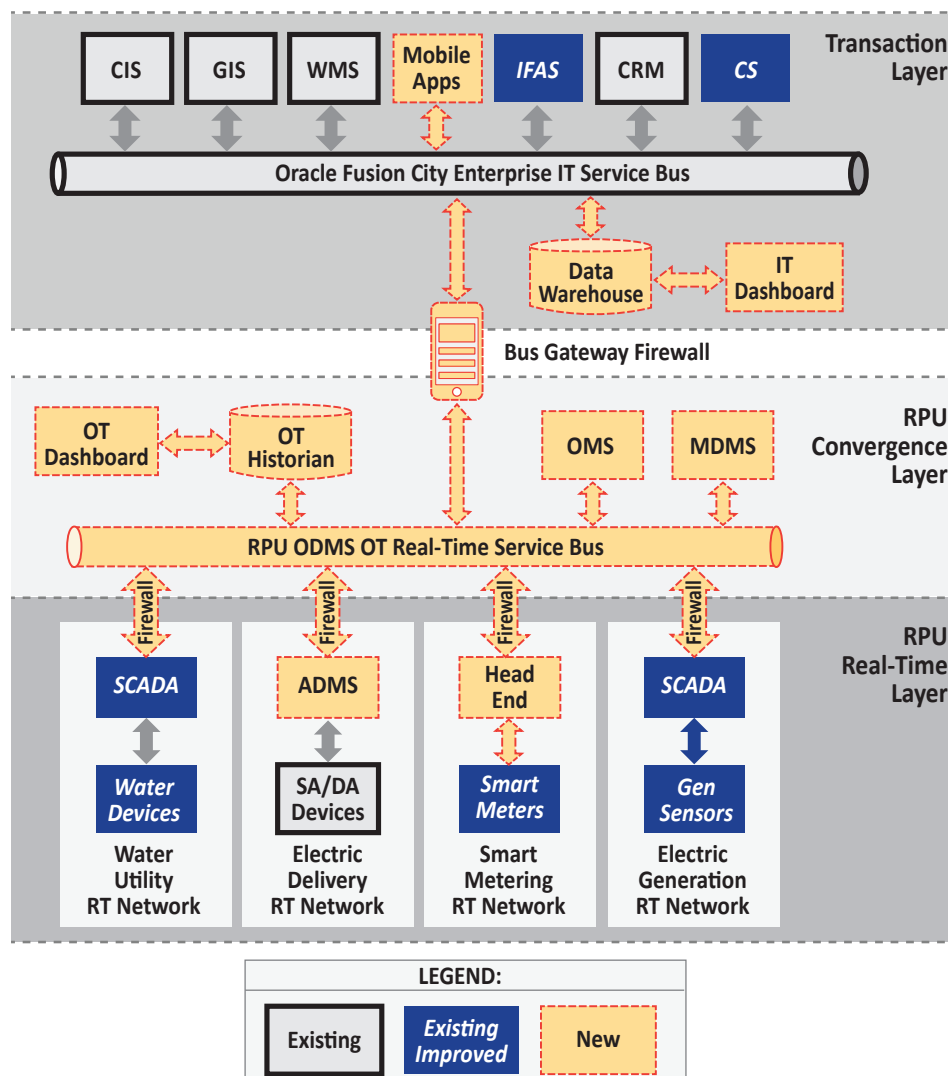 Transaction
Layer
CIS
GIS
WMS
Mobile
Apps
IFAS
CRM
CS
Oracle Fusion City Enterprise IT Service Bus
Data
Warehouse
IT
Dashboard
Bus Gateway Firewall
RPU
Convergence
Layer
OT
Dashboard
OT
Historian
OMS
MDMS
RPU ODMS OT Real-Time Service Bus
RPU
Real-Time
Layer
Firewall
Firewall
Firewall
Firewall
SCADA
ADMS
Head
End
SCADA
Water
Devices
SA/DA
Devices
Smart
Meters
Gen
Sensors
Water
Utility
RT Network
Electric
Delivery
RT Network
Smart
Metering
RT Network
Electric
Generation
RT Network
LEGEND:
Existing
Existing
Improved
New